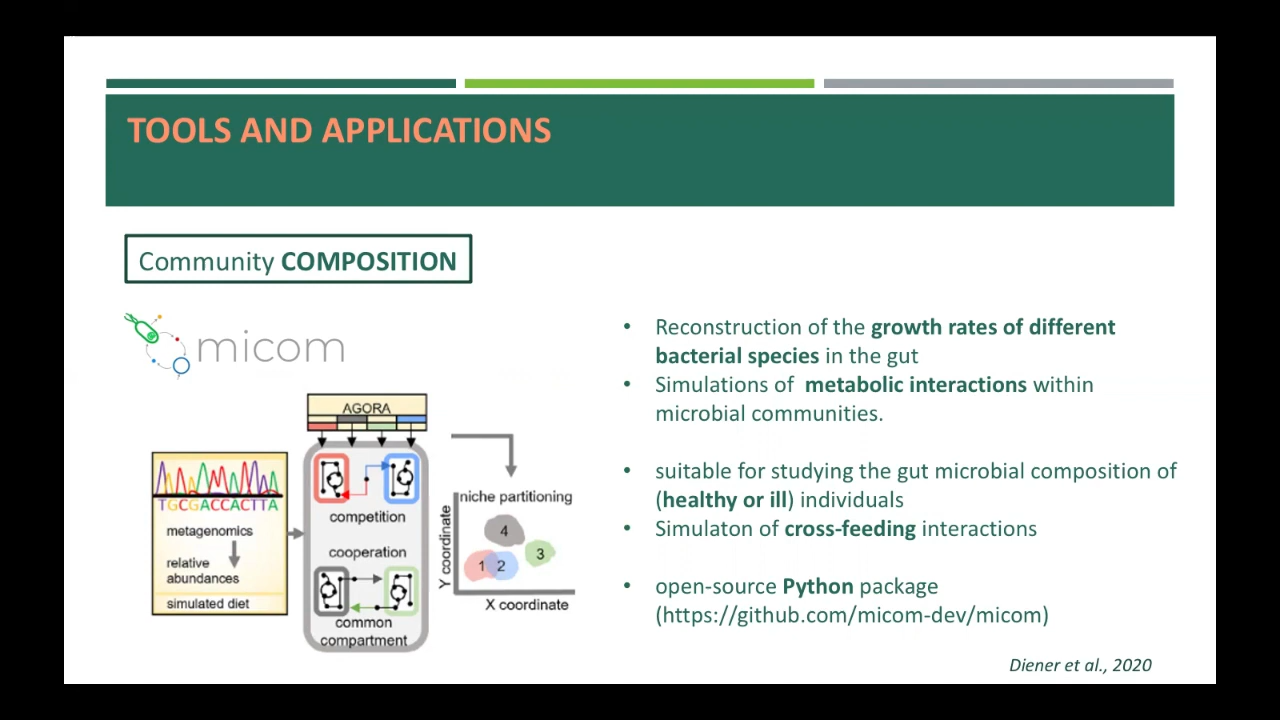 TOOLS AND APPLICATIONS
Community COMPOSITION
micom
AGORA
TGCGACCACTTA
metagenomics
relative
abundances
simulated diet
competition
cooperation
common
compartment
niche partitioning
Y coordinate
4
3
1 2
X coordinate
• Reconstruction of the growth rates of different
bacterial species in the gut
• Simulations of metabolic interactions within
microbial communities.
• suitable for studying the gut microbial composition of
(healthy or ill) individuals
• Simulaton of cross-feeding interactions
• open-source Python package
(https://github.com/micom-dev/micom)
Diener et al., 2020